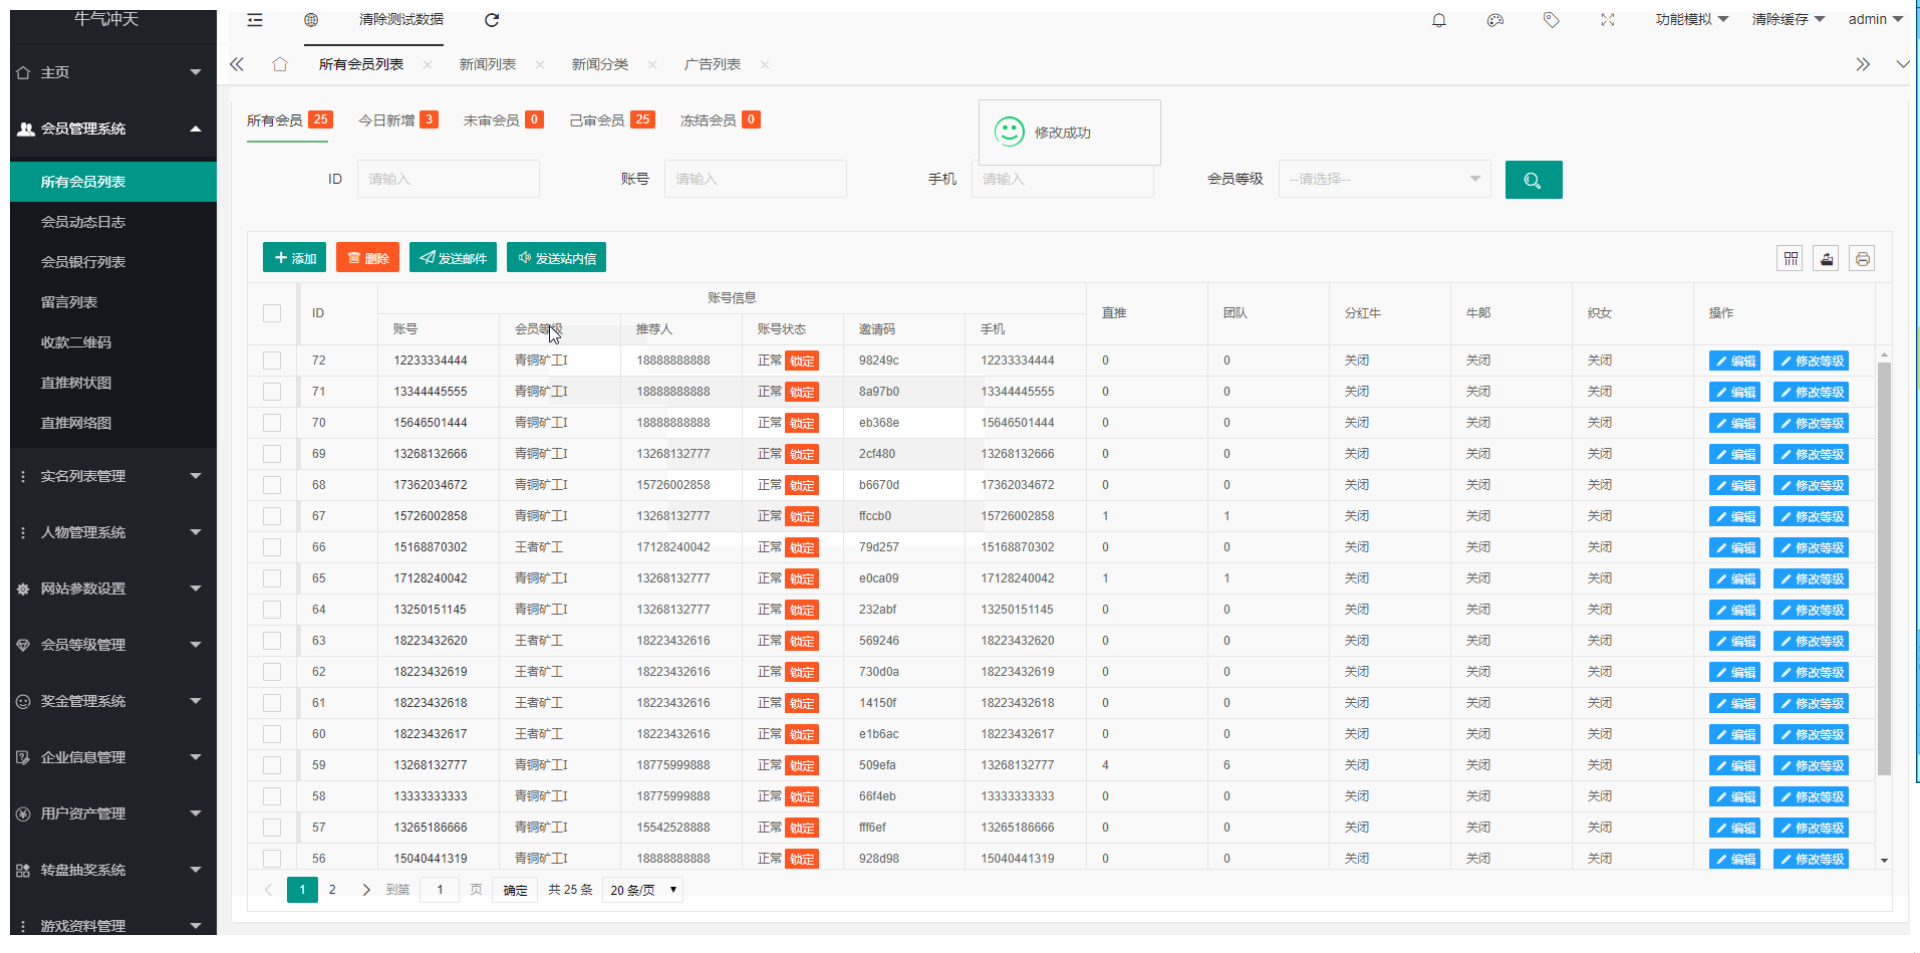 牛气冲天
清除测试数据
功能模拟
清除缓存
admin
所有会员列表
新闻列表
新闻分类
广告列表
主页
会员管理系统
所有会员列表
会员动态日志
会员银行列表
留言列表
收款二维码
直推树状图
直推网络图
实名列表管理
人物管理系统
网站参数设置
会员等级管理
奖金管理系统
企业信息管理
用户资产管理
转盘抽奖系统
游戏资料管理
所有会员 25 今日新增 3 未审会员 0 己审会员 25 冻结会员 0
修改成功
ID 请输入 账号 请输入 手机 请输入 会员等级 --请选择--
添加 删除 发送邮件 发送站内信
ID 账号信息 直推 团队 分红牛 牛郎 织女 操作
账号 会员等级 推荐人 账号状态 邀请码 手机
72 12233334444 青铜矿工I 18888888888 正常 锁定 98249c 12233334444 0 0 关闭 关闭 关闭 编辑 修改等级
71 13344445555 青铜矿工I 18888888888 正常 锁定 8a97b0 13344445555 0 0 关闭 关闭 关闭 编辑 修改等级
70 15646501444 青铜矿工I 18888888888 正常 锁定 eb368e 15646501444 0 0 关闭 关闭 关闭 编辑 修改等级
69 13268132666 青铜矿工I 13268132777 正常 锁定 2cf480 13268132666 0 0 关闭 关闭 关闭 编辑 修改等级
68 17362034672 青铜矿工I 15726002858 正常 锁定 b6670d 17362034672 0 0 关闭 关闭 关闭 编辑 修改等级
67 15726002858 青铜矿工I 13268132777 正常 锁定 ffccb0 15726002858 1 1 关闭 关闭 关闭 编辑 修改等级
66 15168870302 王者矿工 17128240042 正常 锁定 79d257 15168870302 0 0 关闭 关闭 关闭 编辑 修改等级
65 17128240042 青铜矿工I 13268132777 正常 锁定 e0ca09 17128240042 1 1 关闭 关闭 关闭 编辑 修改等级
64 13250151145 青铜矿工I 13268132777 正常 锁定 232abf 13250151145 0 0 关闭 关闭 关闭 编辑 修改等级
63 18223432620 王者矿工 18223432616 正常 锁定 569246 18223432620 0 0 关闭 关闭 关闭 编辑 修改等级
62 18223432619 王者矿工 18223432616 正常 锁定 730d0a 18223432619 0 0 关闭 关闭 关闭 编辑 修改等级
61 18223432618 王者矿工 18223432616 正常 锁定 14150f 18223432618 0 0 关闭 关闭 关闭 编辑 修改等级
60 18223432617 王者矿工 18223432616 正常 锁定 e1b6ac 18223432617 0 0 关闭 关闭 关闭 编辑 修改等级
59 13268132777 青铜矿工I 18775999888 正常 锁定 509efa 13268132777 4 6 关闭 关闭 关闭 编辑 修改等级
58 13333333333 青铜矿工I 18775999888 正常 锁定 66f4eb 13333333333 0 0 关闭 关闭 关闭 编辑 修改等级
57 13265186666 青铜矿工I 15542528888 正常 锁定 fff6ef 13265186666 0 0 关闭 关闭 关闭 编辑 修改等级
56 15040441319 青铜矿工I 18888888888 正常 锁定 928d98 15040441319 0 0 关闭 关闭 关闭 编辑 修改等级
1 2 到第 1 页 确定 共 25 条 20 条/页